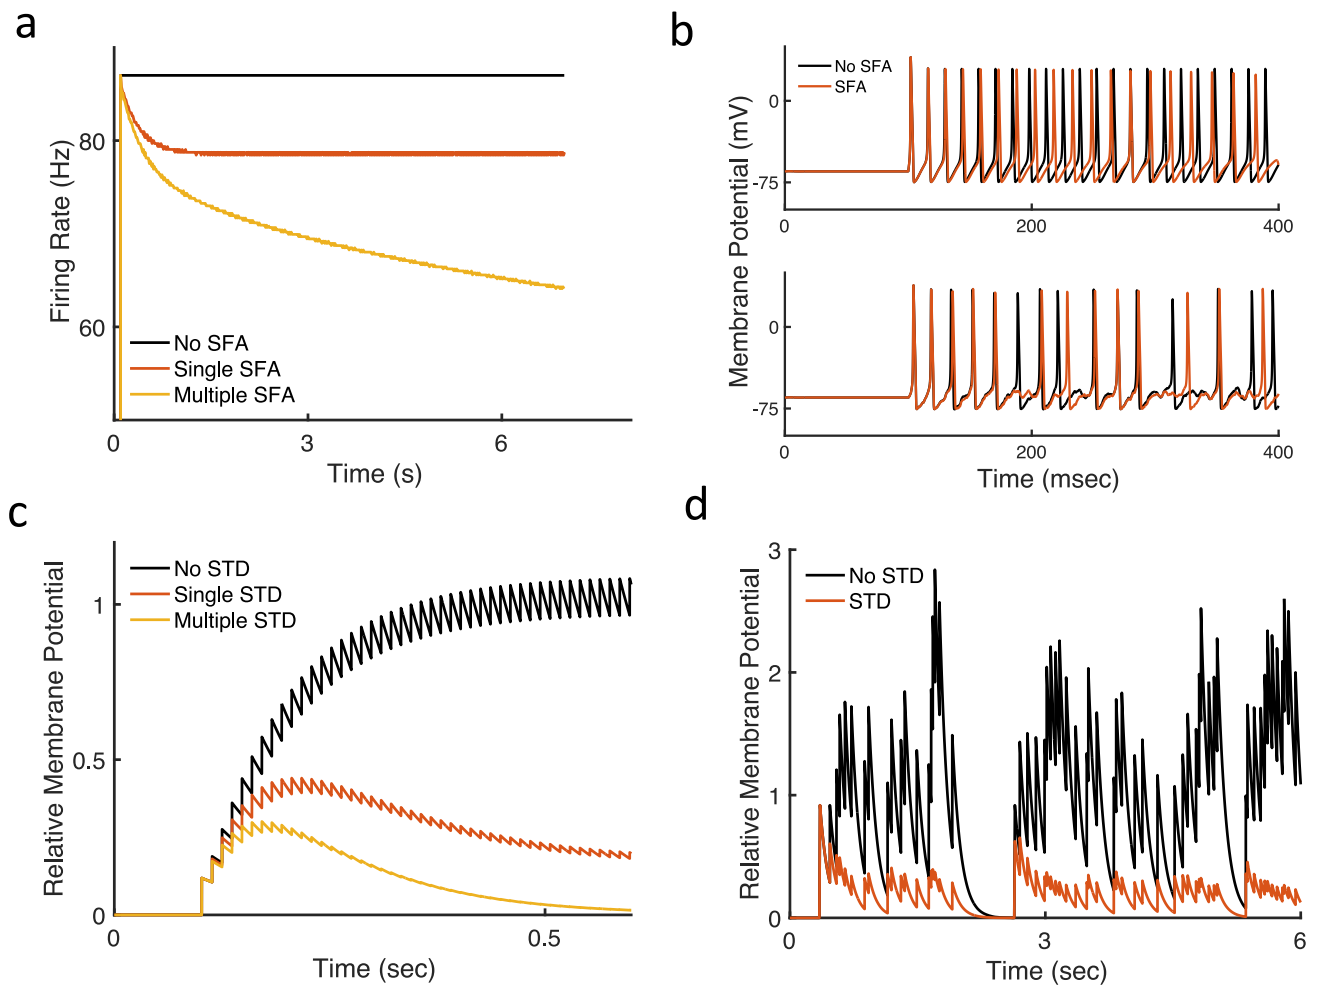 a
Firing Rate (Hz)
80
60
No SFA
Single SFA
Multiple SFA
0
3
6
Time (s)
b
Membrane Potential (mV)
No SFA
SFA
0
-75
0
200
400
0
-75
0
200
400
Time (msec)
c
Relative Membrane Potential
No STD
Single STD
Multiple STD
1
0.5
0
0
0.5
Time (sec)
d
Relative Membrane Potential
3
No STD
STD
2
1
0
0
3
6
Time (sec)